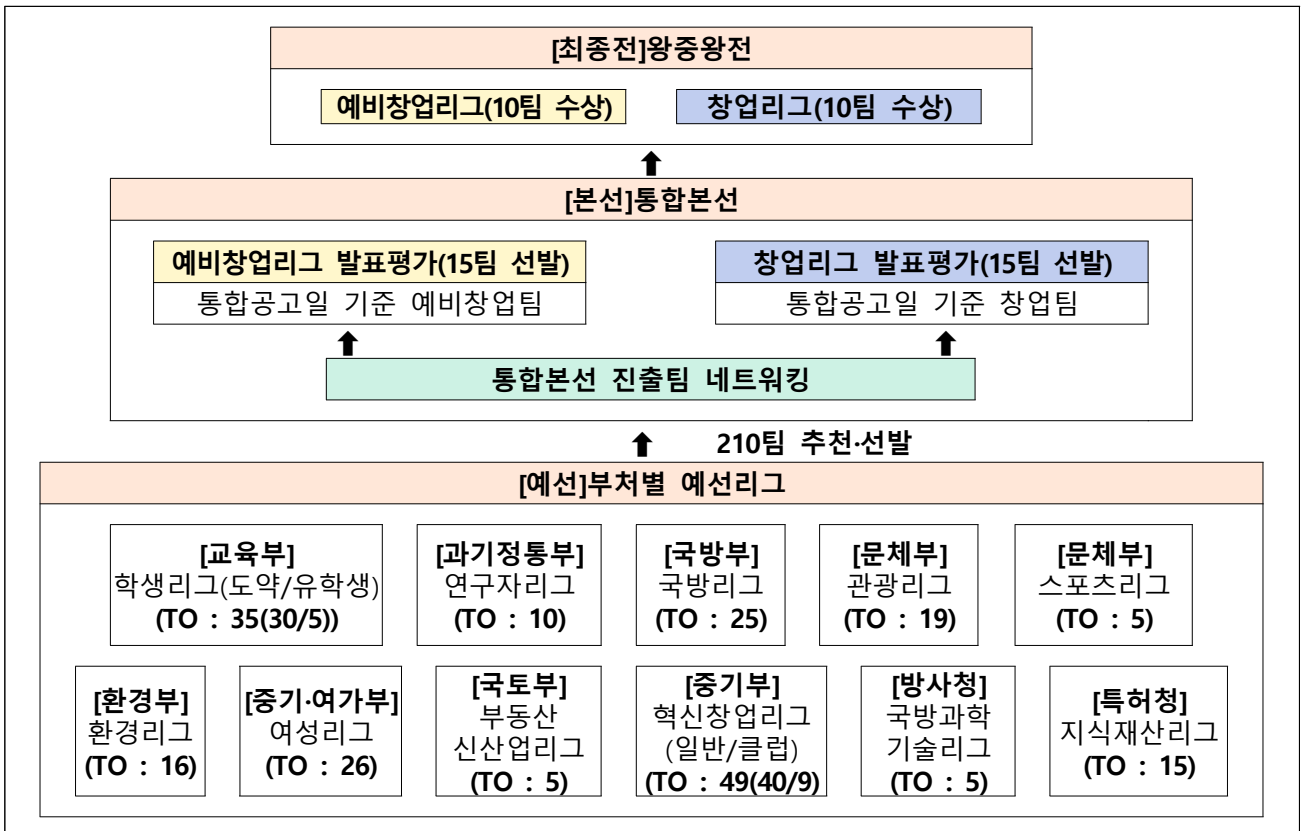 [최종전]왕중왕전
예비창업리그(10팀 수상)
창업리그(10팀 수상)
[본선]통합본선
예비창업리그 발표평가(15팀 선발)
통합공고일 기준 예비창업팀
창업리그 발표평가(15팀 선발)
통합공고일 기준 창업팀
통합본선 진출팀 네트워킹
210팀 추천·선발
[예선]부처별 예선리그
[교육부]
학생리그(도약/유학생)
(TO : 35(30/5))
[과기정통부]
연구자리그
(TO : 10)
[국방부]
국방리그
(TO : 25)
[문체부]
관광리그
(TO : 19)
[문체부]
스포츠리그
(TO : 5)
[환경부]
환경리그
(TO : 16)
[중기·여가부]
여성리그
(TO : 26)
[국토부]
부동산
신산업리그
(TO : 5)
[중기부]
혁신창업리그
(일반/클럽)
(TO : 49(40/9)
[방사청]
국방과학
기술리그
(TO : 5)
[특허청]
지식재산리그
(TO : 15)